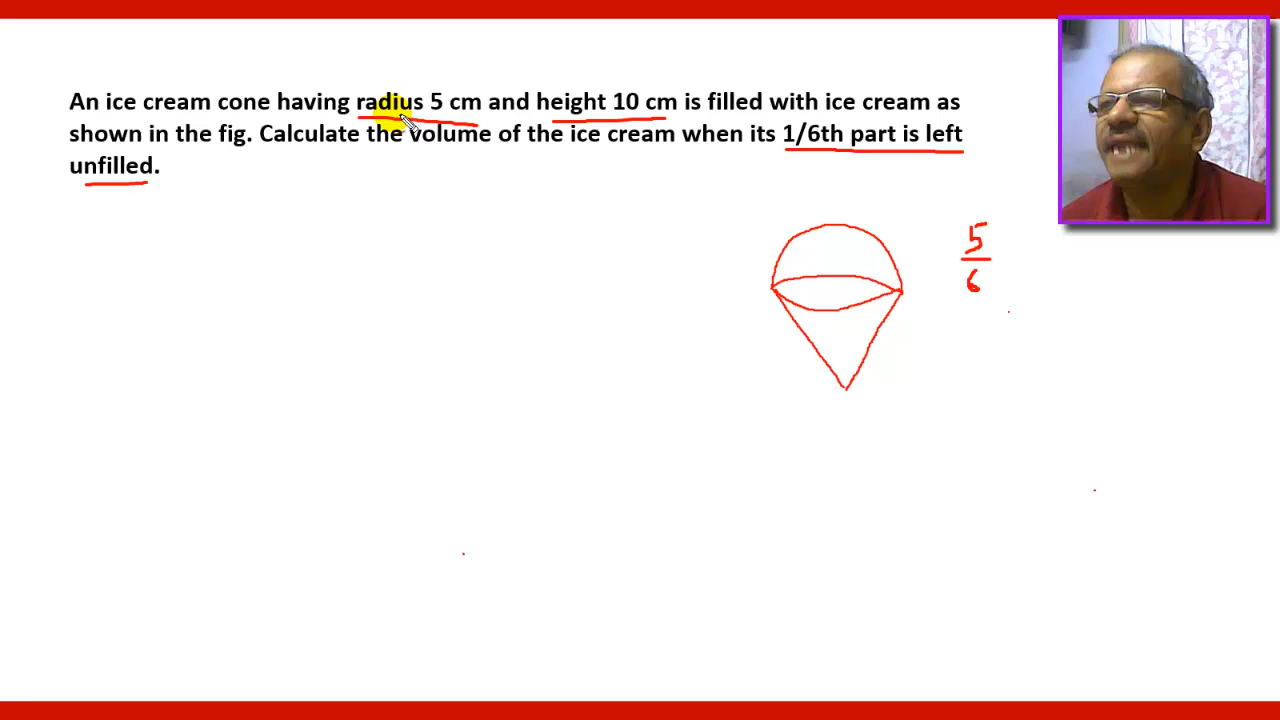 An ice cream cone having radius 5 cm and height 10 cm is filled with ice cream as
shown in the fig. Calculate the volume of the ice cream when its 1/6th part is left
unfilled.
5
6